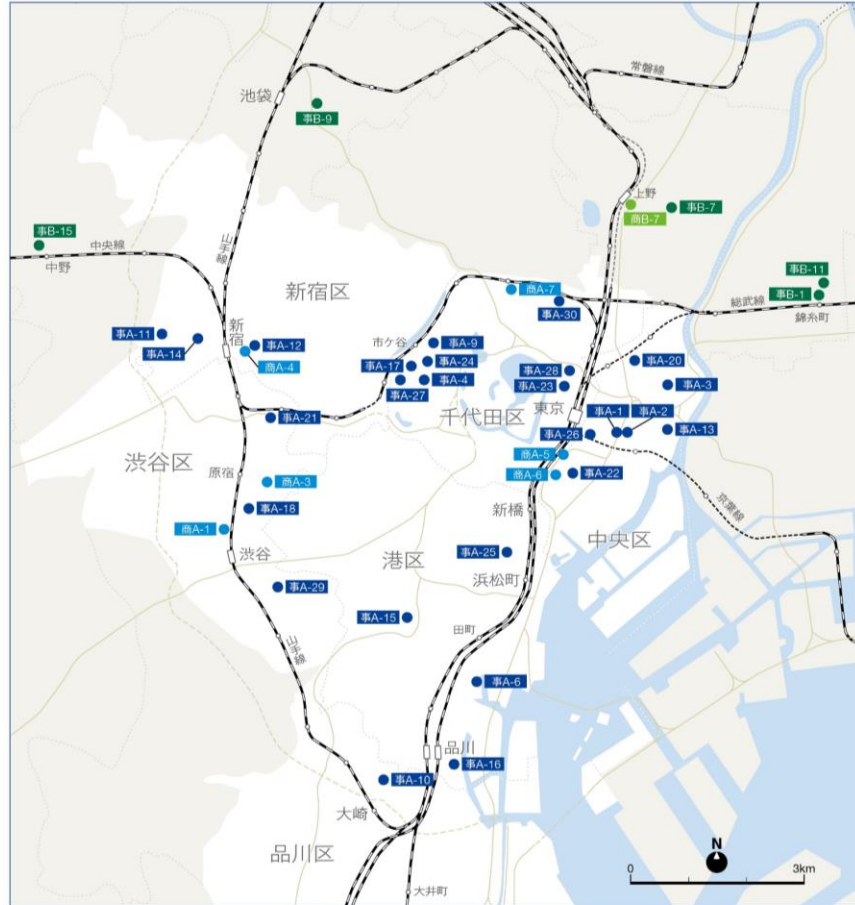 常磐線
池袋
事B-9
上野
商B-7
事B-7
事B-15
中央線
中野
山手線
新宿区
事B-11
事B-1
総武線
錦糸町
商A-7
事A-30
事A-11
事A-14
新宿
事A-12
商A-4
市ケ谷
事A-9
事A-17
事A-24
事A-27
事A-4
事A-28
事A-23
事A-20
事A-3
千代田区
東京
事A-1
事A-2
事A-13
事A-21
事A-26
商A-5
商A-6
事A-22
渋谷区
原宿
商A-3
事A-18
商A-1
渋谷
新橋
中央区
京葉線
港区
事A-25
浜松町
事A-29
事A-15
田町
山手線
事A-6
品川
事A-16
事A-10
大崎
品川区
大井町
N
0
3km